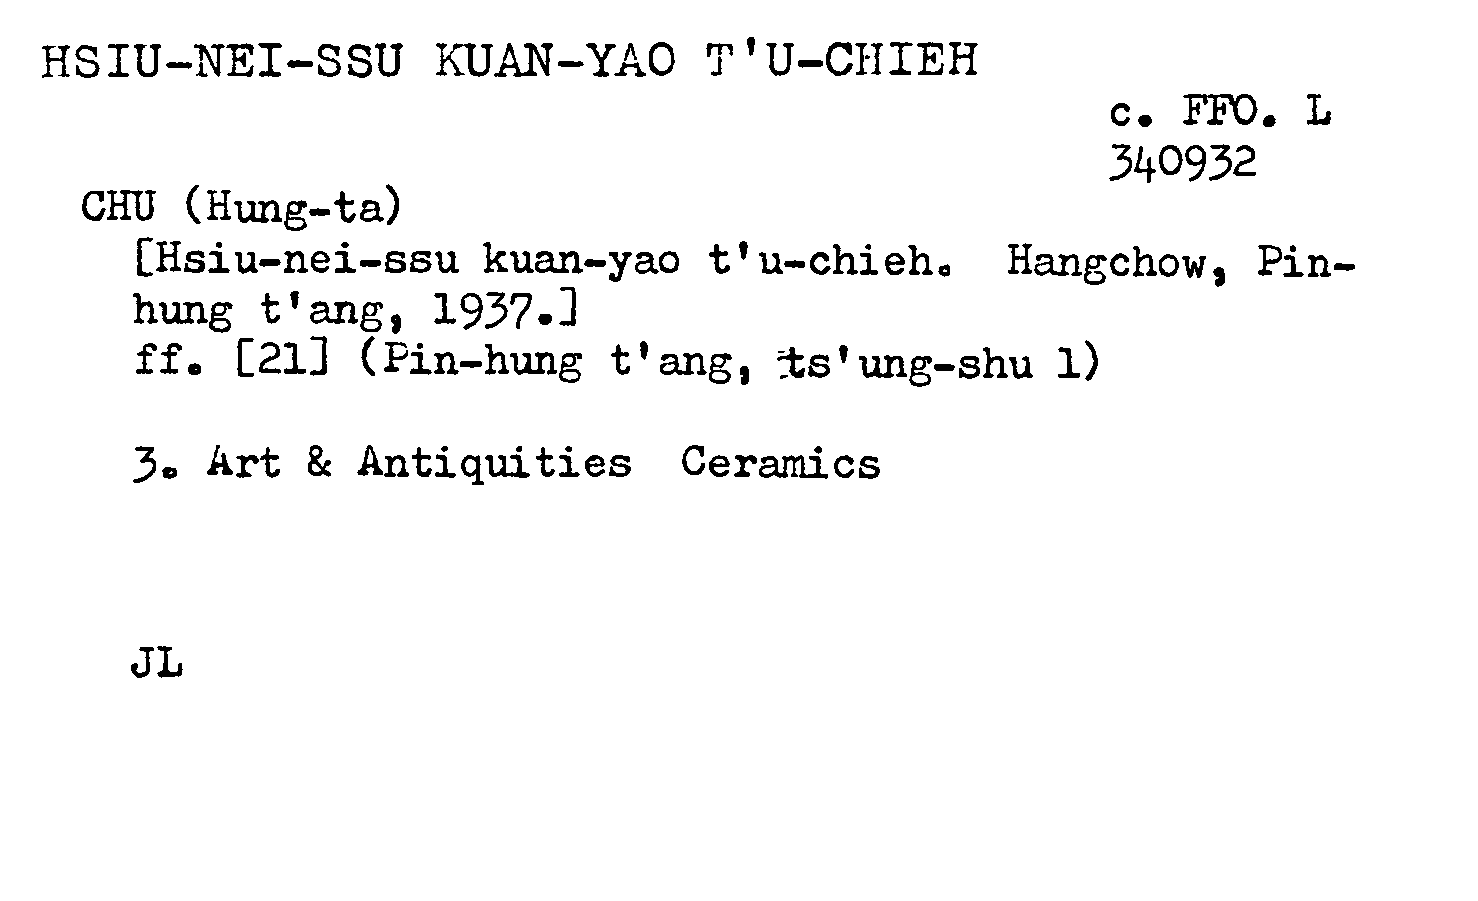 HSIU-NEI-SSU KUAN-YAO T'U-CHIEH
c. FFO. L
340932
CHU (Hung-ta)
[Hsiu-nei-ssu kuan-yao t'u-chieh. Hangchow, Pin-
hung t'ang, 1937.]
ff. [21] (Pin-hung t'ang, ts'ung-shu 1)
3. Art & Antiquities Ceramics
JL